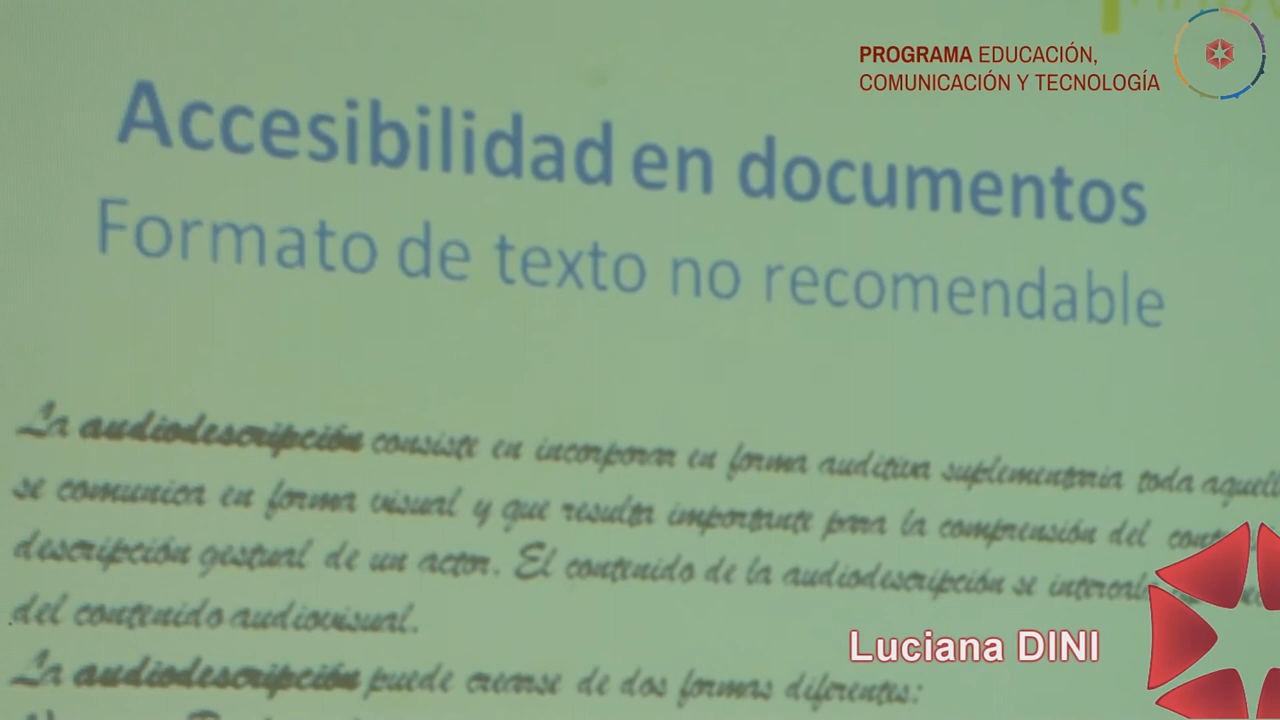 PROGRAMA EDUCACIÓN,
COMUNICACIÓN Y TECNOLOGÍA
Accesibilidad en documentos
Formato de texto no recomendable
La audiodescripción consiste en incorporar en forma auditiva suplementaria toda aquell
se comunica en forma visual y que resulta importante para la comprensión del
descripción gestual de un actor. El contenido de la audiodescripción se
del contenido audiovisual.
La audiodescripción puede crearse de dos formas diferentes:
Luciana DINI